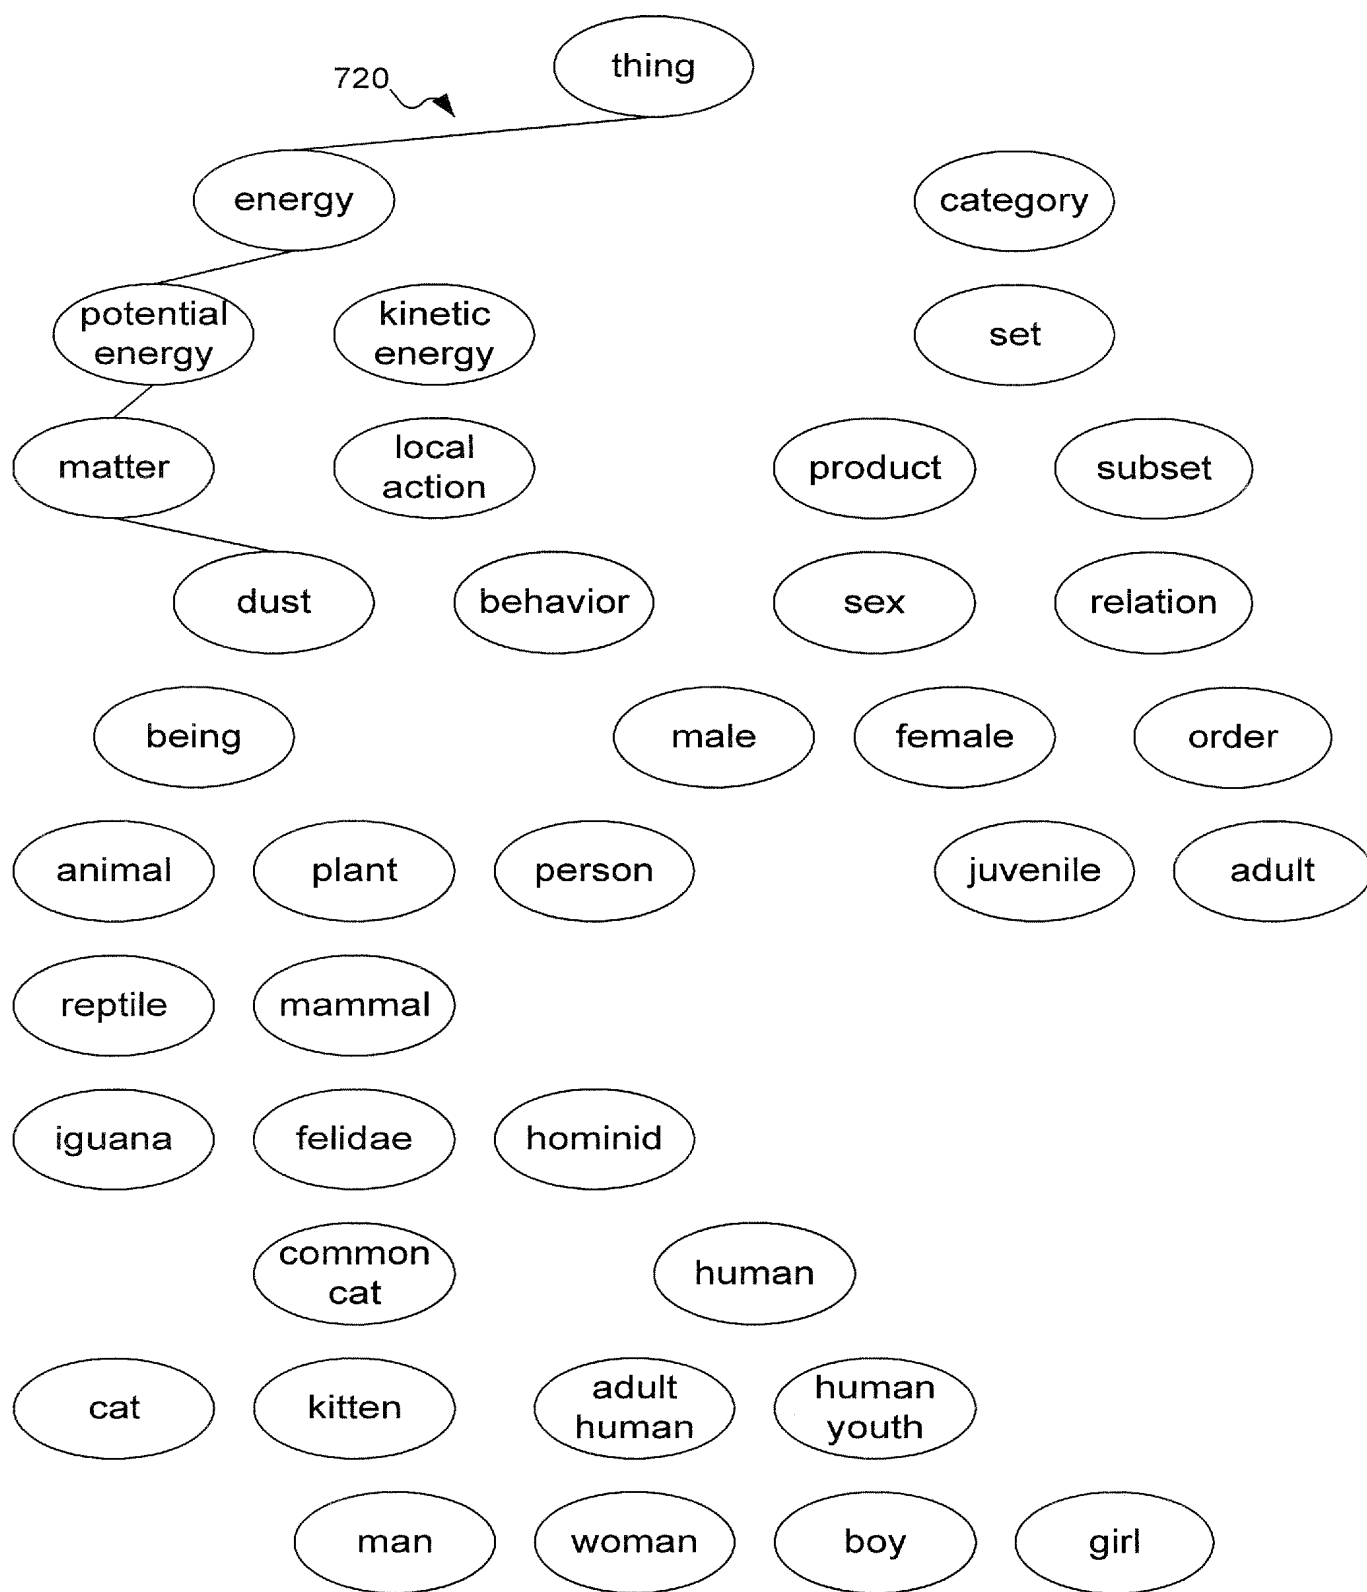 thing
720
energy
category
potential
energy
kinetic
energy
set
matter
local
action
product
subset
dust
behavior
sex
relation
being
male
female
order
animal
plant
person
juvenile
adult
reptile
mammal
iguana
felidae
hominid
common
cat
human
cat
kitten
adult
human
human
youth
man
woman
boy
girl